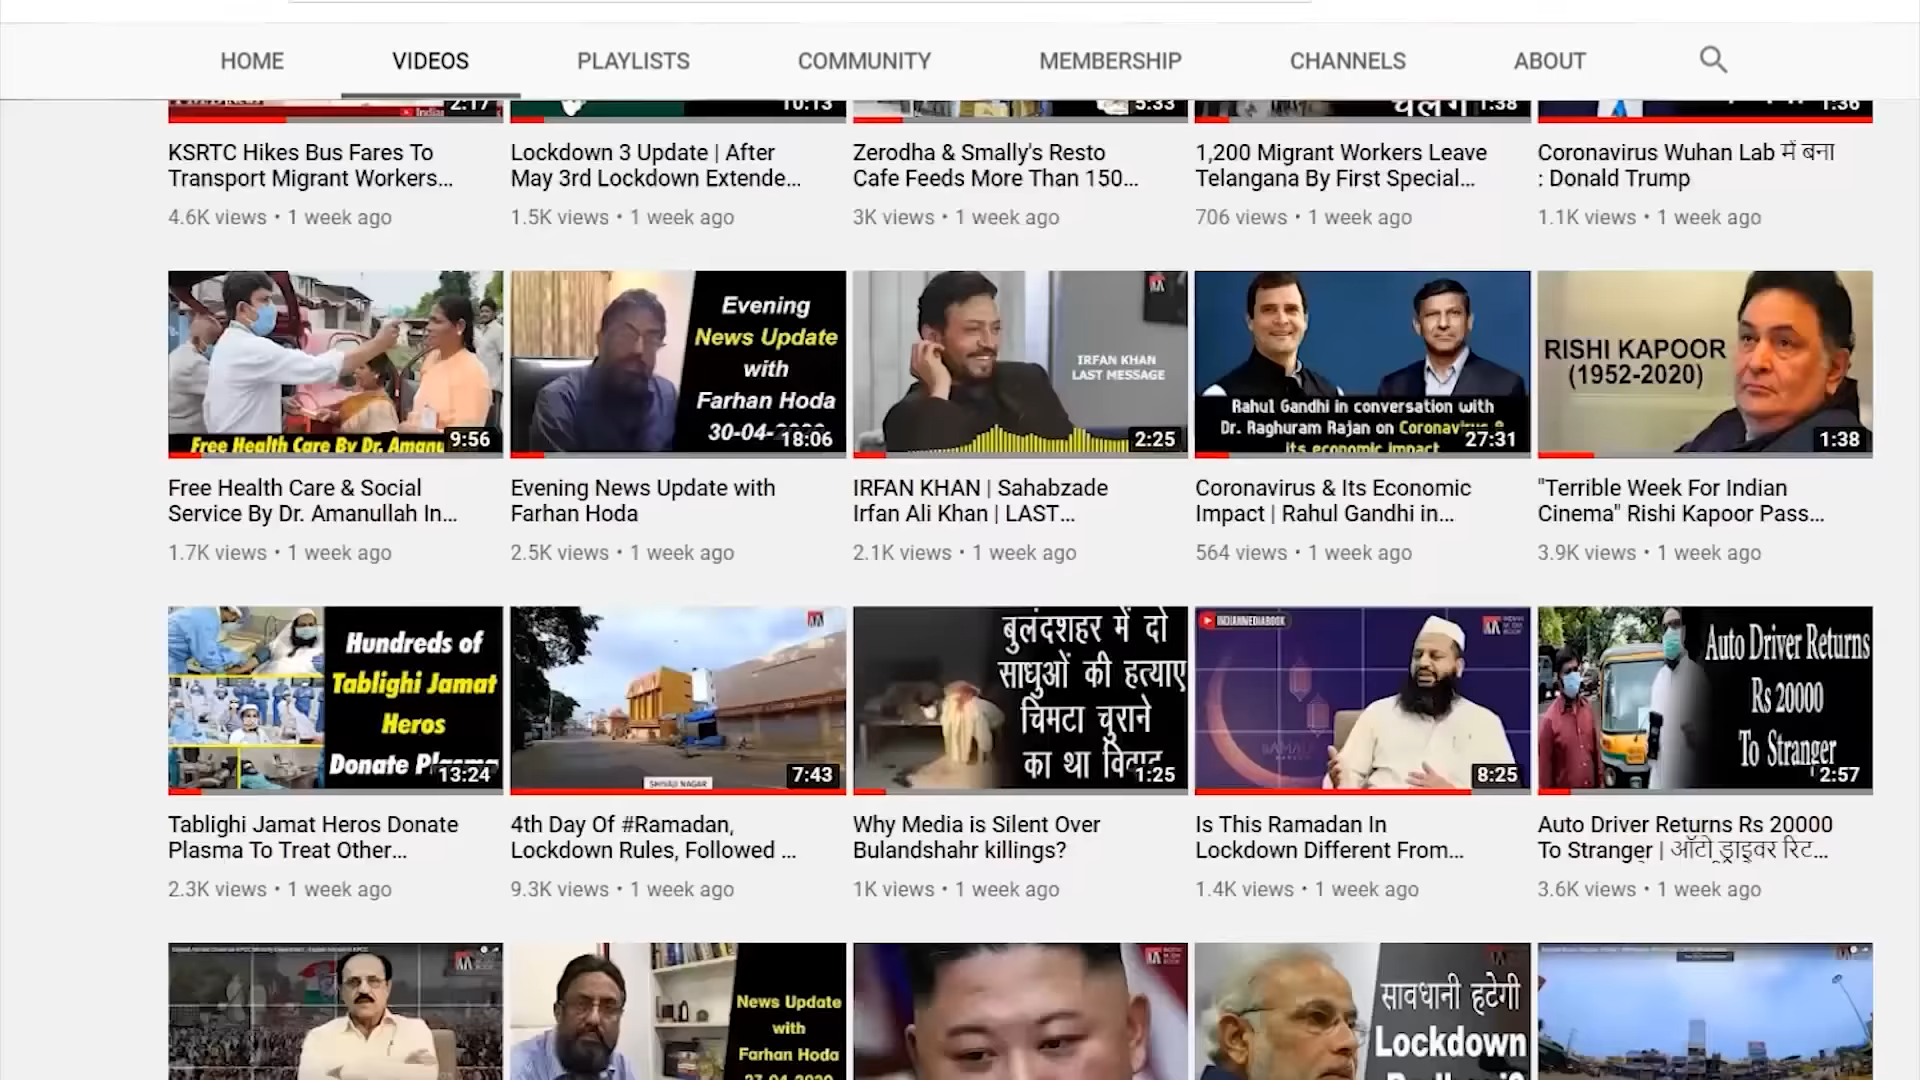 HOME
VIDEOS
PLAYLISTS
COMMUNITY
MEMBERSHIP
CHANNELS
ABOUT
2:17
10:13
5:33
1:38
1:36
KSRTC Hikes Bus Fares To
Transport Migrant Workers...
4.6K views • 1 week ago
Lockdown 3 Update | After
May 3rd Lockdown Extende...
1.5K views • 1 week ago
Zerodha & Smally's Resto
Cafe Feeds More Than 150...
3K views • 1 week ago
1,200 Migrant Workers Leave
Telangana By First Special...
706 views • 1 week ago
Coronavirus Wuhan Lab में बना
: Donald Trump
1.1K views • 1 week ago
Free Health Care By Dr. Amanu
9:56
Evening
News Update
with
Farhan Hoda
30-04-
18:06
IRFAN KHAN
LAST MESSAGE
2:25
Rahul Gandhi in conversation with
Dr. Raghuram Rajan on Coronav
its economic impact
27:31
RISHI KAPOOR
(1952-2020)
1:38
Free Health Care & Social
Service By Dr. Amanullah In...
1.7K views • 1 week ago
Evening News Update with
Farhan Hoda
2.5K views • 1 week ago
IRFAN KHAN | Sahabzade
Irfan Ali Khan | LAST...
2.1K views • 1 week ago
Coronavirus & Its Economic
Impact | Rahul Gandhi in...
564 views • 1 week ago
"Terrible Week For Indian
Cinema" Rishi Kapoor Pass...
3.9K views • 1 week ago
Hundreds of
Tablighi Jamat
Heros
Donate
13:24
SHIVAJI NAGAR
7:43
बुलंदशहर में दो
साधुओं की हत्याए
चिमटा चुराने
का था
1:25
INDIANMEDIABOOK
8:25
Auto Driver Returns
Rs 20000
To Stranger
2:57
Tablighi Jamat Heros Donate
Plasma To Treat Other...
2.3K views • 1 week ago
4th Day Of #Ramadan,
Lockdown Rules, Followed ...
9.3K views • 1 week ago
Why Media is Silent Over
Bulandshahr killings?
1K views • 1 week ago
Is This Ramadan In
Lockdown Different From...
1.4K views • 1 week ago
Auto Driver Returns Rs 20000
To Stranger | ऑटो ड्राइवर रिट...
3.6K views • 1 week ago
News Update
with
Farhan Hoda
सावधानी हटेगी
Lockdown